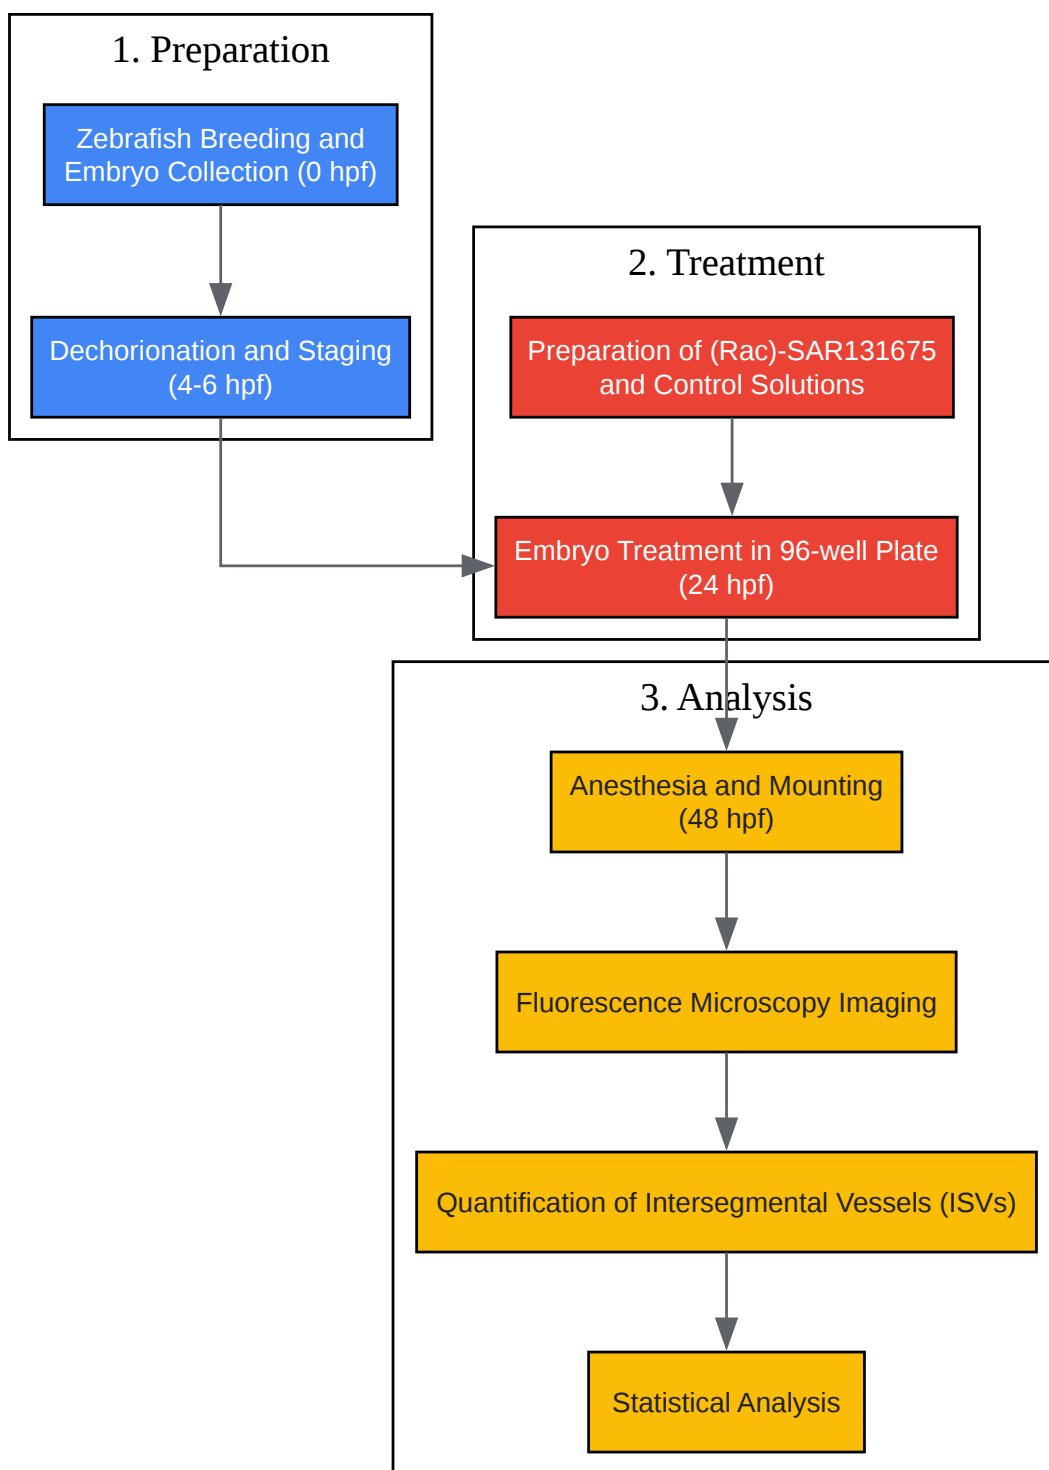 1. Preparation
Zebrafish Breeding and
Embryo Collection (0 hpf)
Dechorionation and Staging
(4-6 hpf)
2. Treatment
Preparation of (Rac)-SAR131675
and Control Solutions
Embryo Treatment in 96-well Plate
(24 hpf)
3. Analysis
Anesthesia and Mounting
(48 hpf)
Fluorescence Microscopy Imaging
Quantification of Intersegmental Vessels (ISVs)
Statistical Analysis